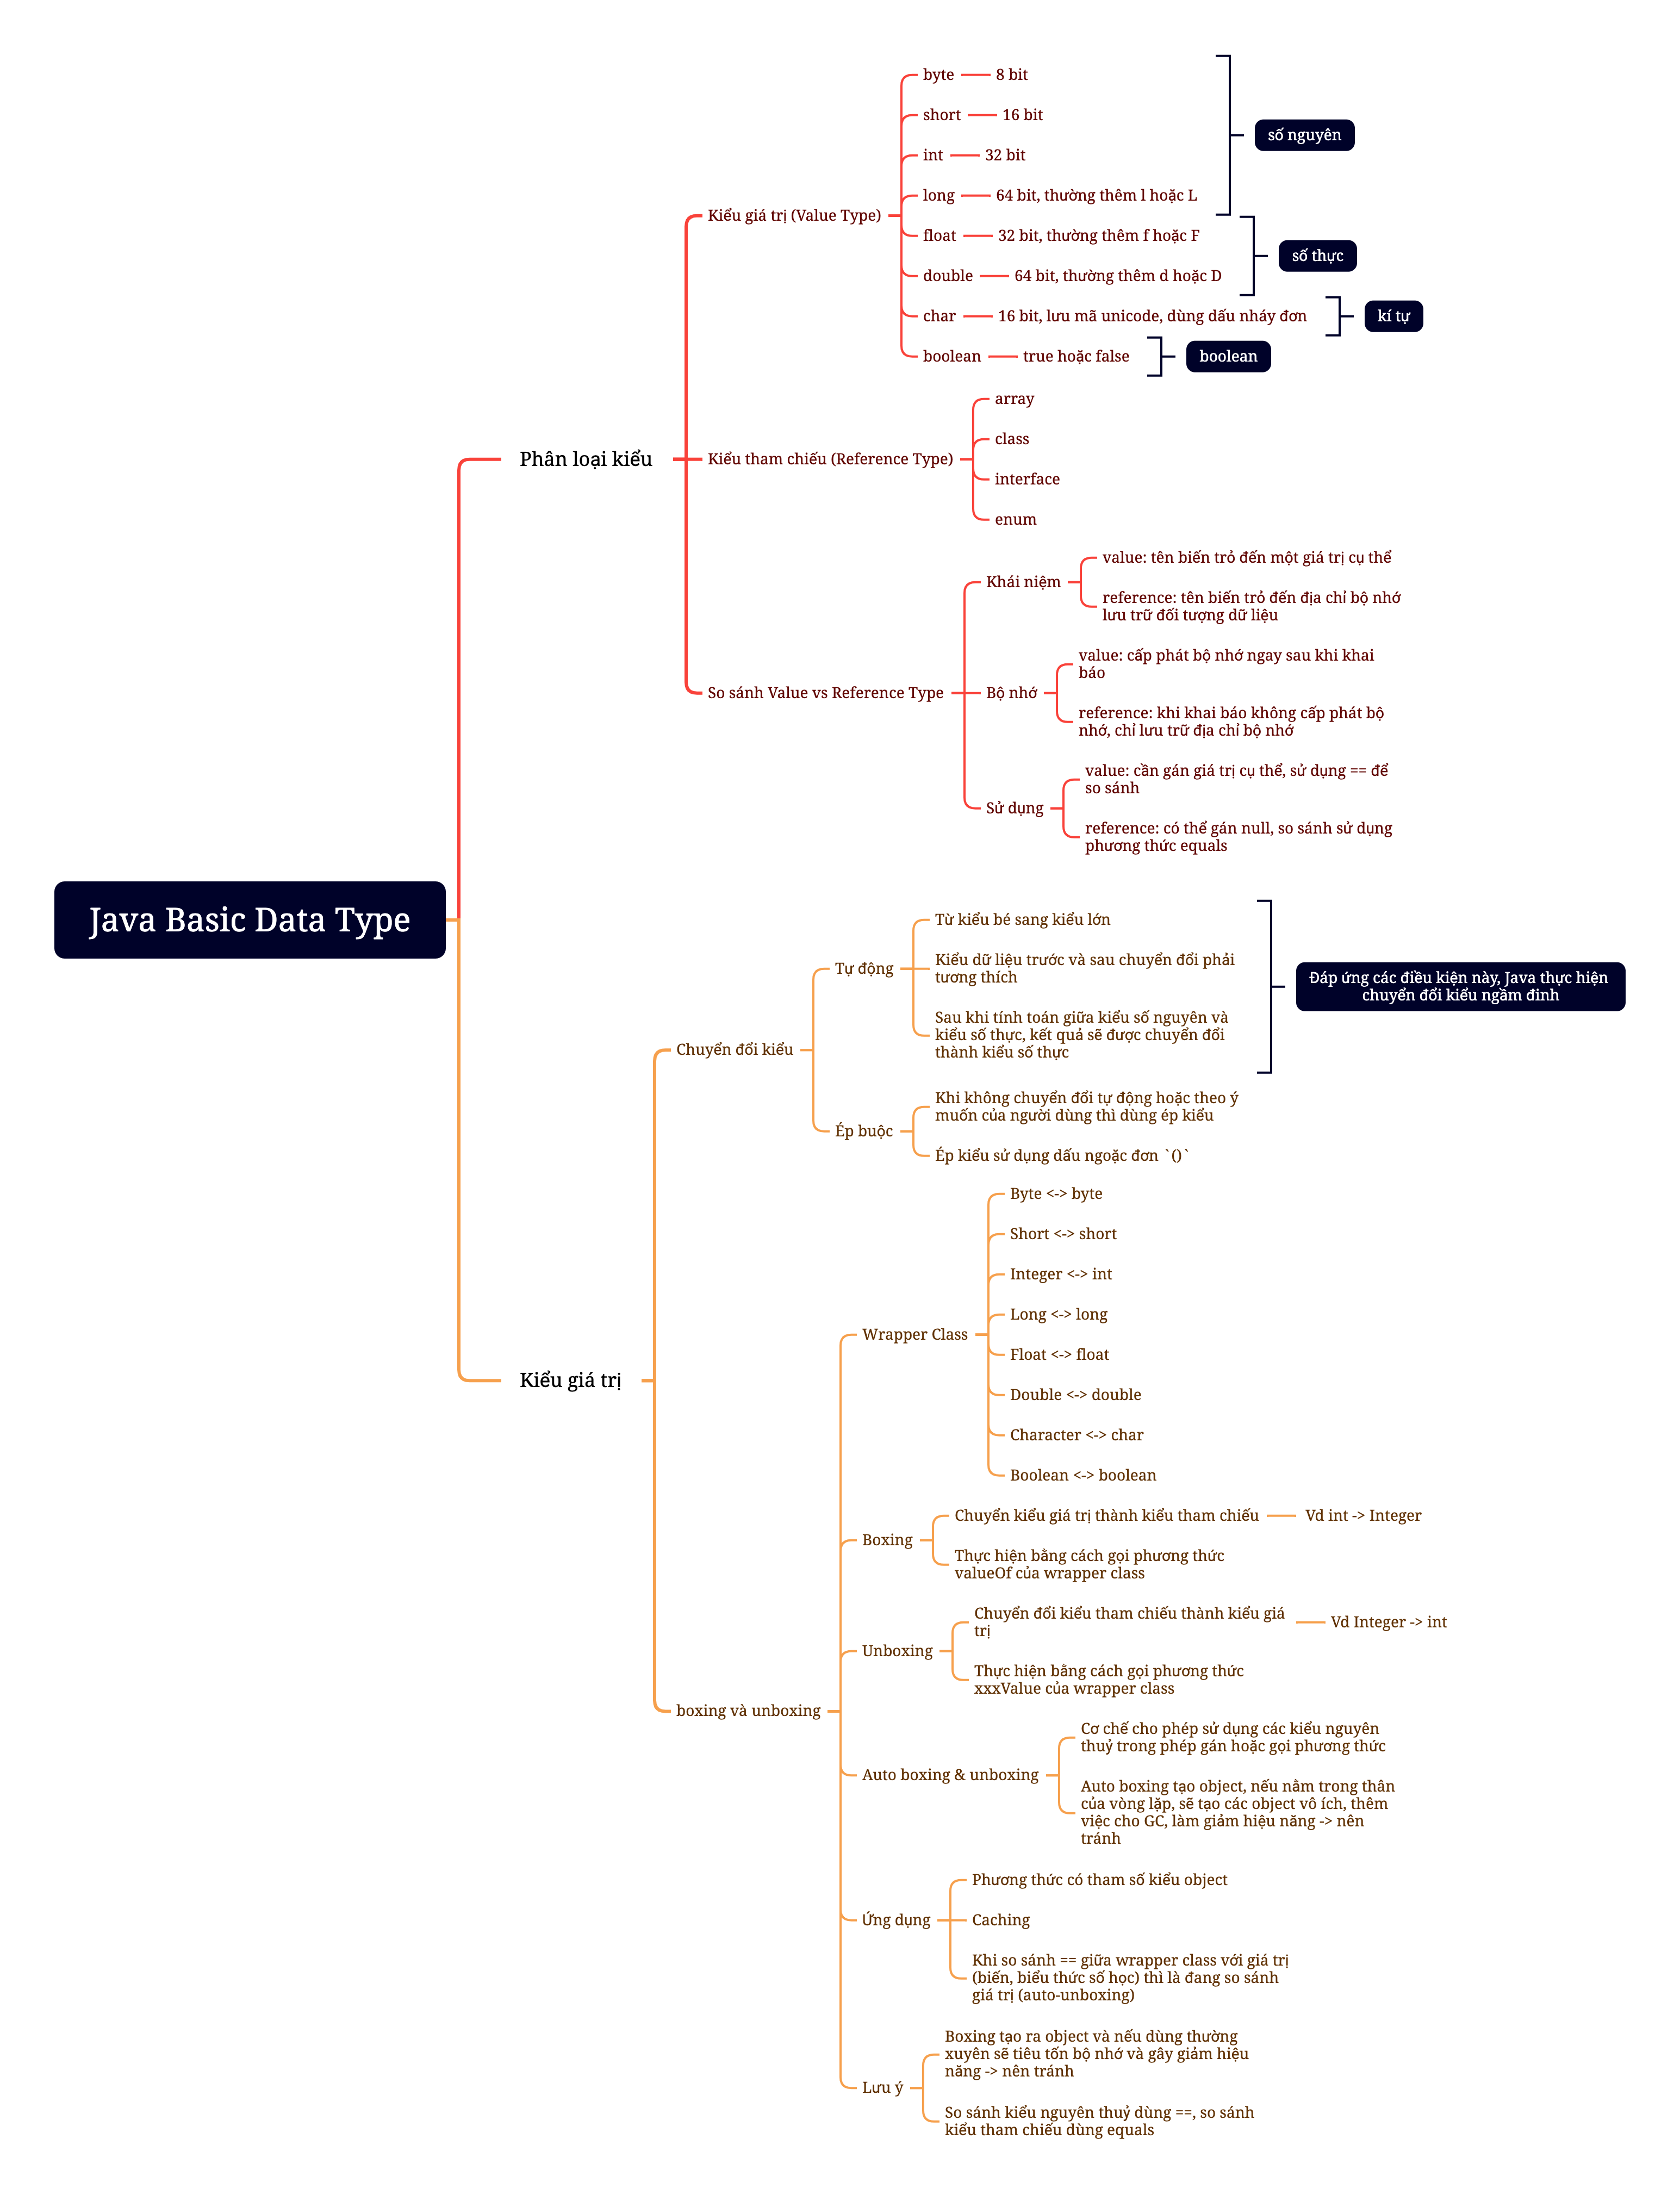 Java Basic Data Type
Phân loại kiểu
Kiểu giá trị (Value Type)
byte
8 bit
short
16 bit
int
32 bit
long
64 bit, thường thêm l hoặc L
số nguyên
float
32 bit, thường thêm f hoặc F
double
64 bit, thường thêm d hoặc D
số thực
char
16 bit, lưu mã unicode, dùng dấu nháy đơn
kí tự
boolean
true hoặc false
boolean
Kiểu tham chiếu (Reference Type)
array
class
interface
enum
So sánh Value vs Reference Type
Khái niệm
value: tên biến trỏ đến một giá trị cụ thể
reference: tên biến trỏ đến địa chỉ bộ nhớ
lưu trữ đối tượng dữ liệu
Bộ nhớ
value: cấp phát bộ nhớ ngay sau khi khai
báo
reference: khi khai báo không cấp phát bộ
nhớ, chỉ lưu trữ địa chỉ bộ nhớ
Sử dụng
value: cần gán giá trị cụ thể, sử dụng == để
so sánh
reference: có thể gán null, so sánh sử dụng
phương thức equals
Kiểu giá trị
Chuyển đổi kiểu
Tự động
Từ kiểu bé sang kiểu lớn
Kiểu dữ liệu trước và sau chuyển đổi phải
tương thích
Sau khi tính toán giữa kiểu số nguyên và
kiểu số thực, kết quả sẽ được chuyển đổi
thành kiểu số thực
Đáp ứng các điều kiện này, Java thực hiện
chuyển đổi kiểu ngầm đinh
Ép buộc
Khi không chuyển đổi tự động hoặc theo ý
muốn của người dùng thì dùng ép kiểu
Ép kiểu sử dụng dấu ngoặc đơn `()`
boxing và unboxing
Wrapper Class
Byte <-> byte
Short <-> short
Integer <-> int
Long <-> long
Float <-> float
Double <-> double
Character <-> char
Boolean <-> boolean
Boxing
Chuyển kiểu giá trị thành kiểu tham chiếu
Vd int -> Integer
Thực hiện bằng cách gọi phương thức
valueOf của wrapper class
Unboxing
Chuyển đổi kiểu tham chiếu thành kiểu giá
trị
Vd Integer -> int
Thực hiện bằng cách gọi phương thức
xxxValue của wrapper class
Auto boxing & unboxing
Cơ chế cho phép sử dụng các kiểu nguyên
thuỷ trong phép gán hoặc gọi phương thức
Auto boxing tạo object, nếu nằm trong thân
của vòng lặp, sẽ tạo các object vô ích, thêm
việc cho GC, làm giảm hiệu năng -> nên
tránh
Ứng dụng
Phương thức có tham số kiểu object
Caching
Khi so sánh == giữa wrapper class với giá trị
(biến, biểu thức số học) thì là đang so sánh
giá trị (auto-unboxing)
Lưu ý
Boxing tạo ra object và nếu dùng thường
xuyên sẽ tiêu tốn bộ nhớ và gây giảm hiệu
năng -> nên tránh
So sánh kiểu nguyên thuỷ dùng ==, so sánh
kiểu tham chiếu dùng equals